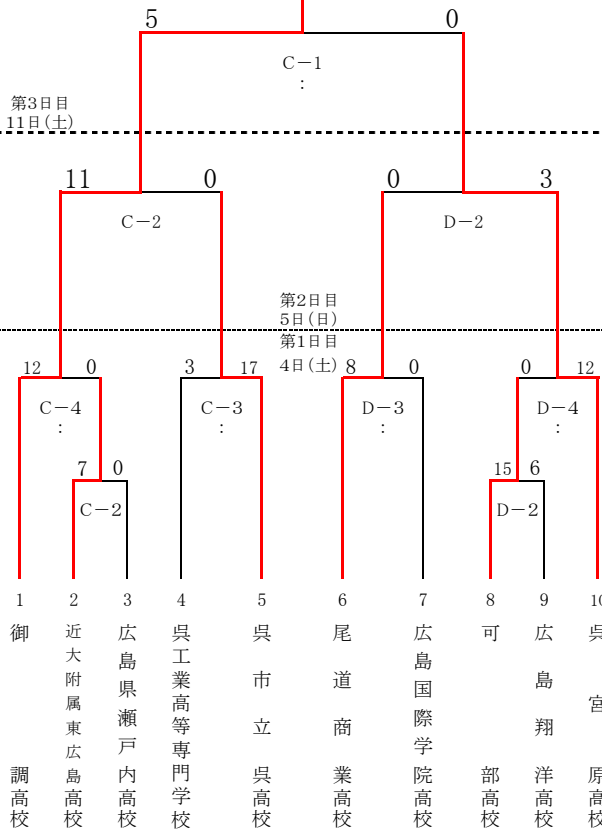 5 0
C－1
:
第3日目
11日(土)
11 0 0 3
C－2 D－2
第2日目
5日(日)
第1日目
4日(土)
12 0 3 17 8 0 0 12
C－4 C－3 D－3 D－4
: : : :
7 0 15 6
C－2 D－2
1 2 3 4 5 6 7 8 9 10
御調高校
近大附属東広島高校
広島県瀬戸内高校
呉工業高等専門学校
呉市立呉高校
尾道商業高校
広島国際学院高校
可部高校
広島翔洋高校
呉宮原高校